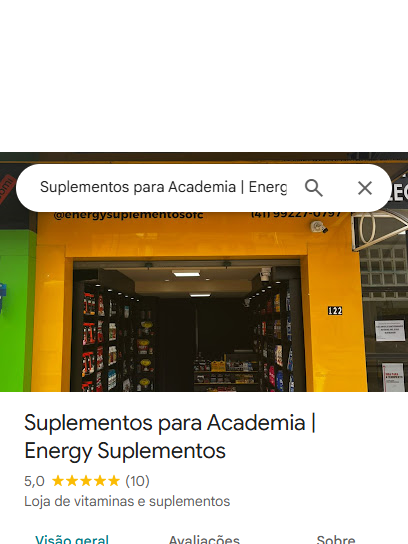 Suplementos para Academia | Energ
@energysuplementosofc
(41) 99227-0797
122
Suplementos para Academia |
Energy Suplementos
5,0 ★★★★★ (10)
Loja de vitaminas e suplementos
Visão geral Avaliações Sobre